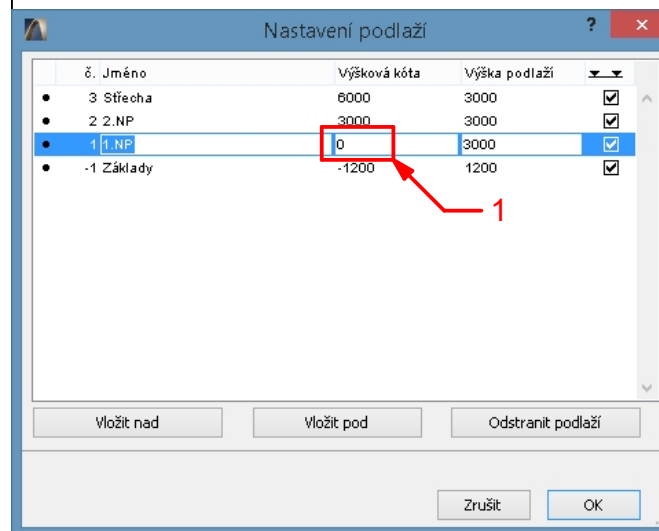 Nastavení podlaží ? ×
č. Jméno Výšková kóta Výška podlaží
3 Střecha 6000 3000
2 2.NP 3000 3000
1 1.NP 0 3000
-1 Základy -1200 1200
1
Vložit nad Vložit pod Odstranit podlaží
Zrušit OK